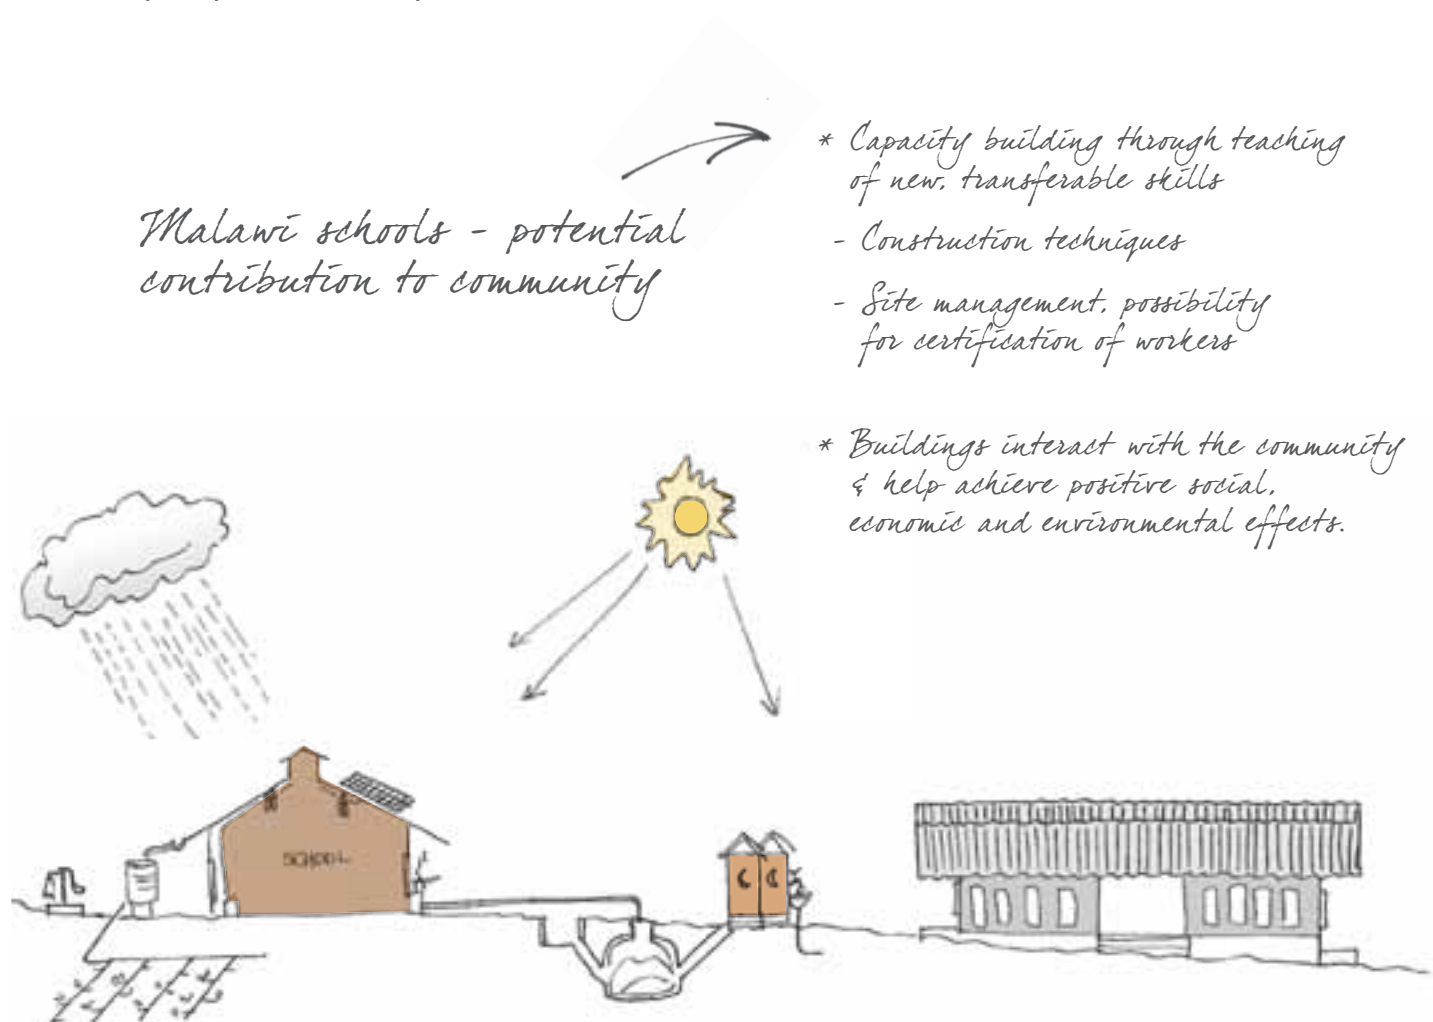 Malawi schools - potential
contribution to community
* Capacity building through teaching
of new, transferable skills
- Construction techniques
- Site management, possibility
for certification of workers
* Buildings interact with the community
& help achieve positive social,
economic and environmental effects.
SCHOOL